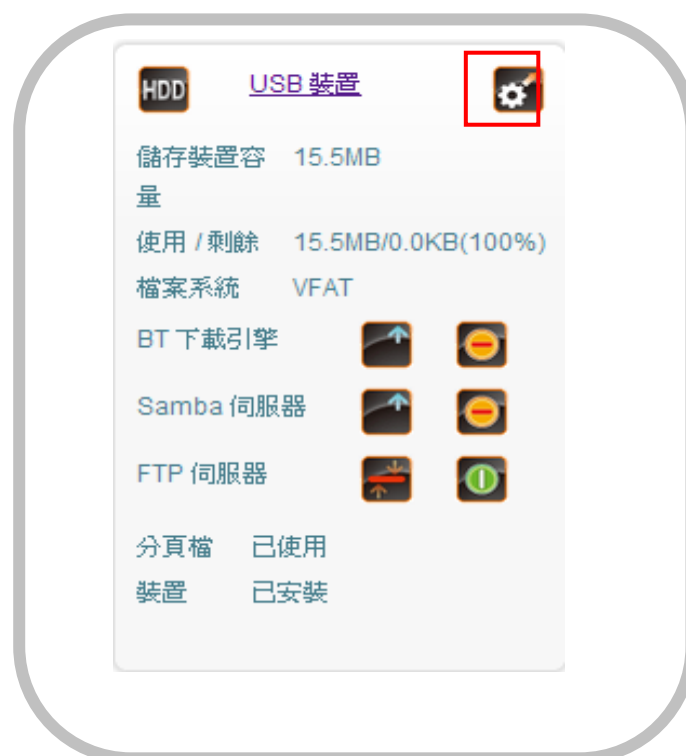 HDD USB 裝置
儲存裝置容 15.5MB
量
使用 / 剩餘 15.5MB/0.0KB(100%)
檔案系統 VFAT
BT 下載引擎
Samba 伺服器
FTP 伺服器
分頁檔 已使用
裝置 已安裝